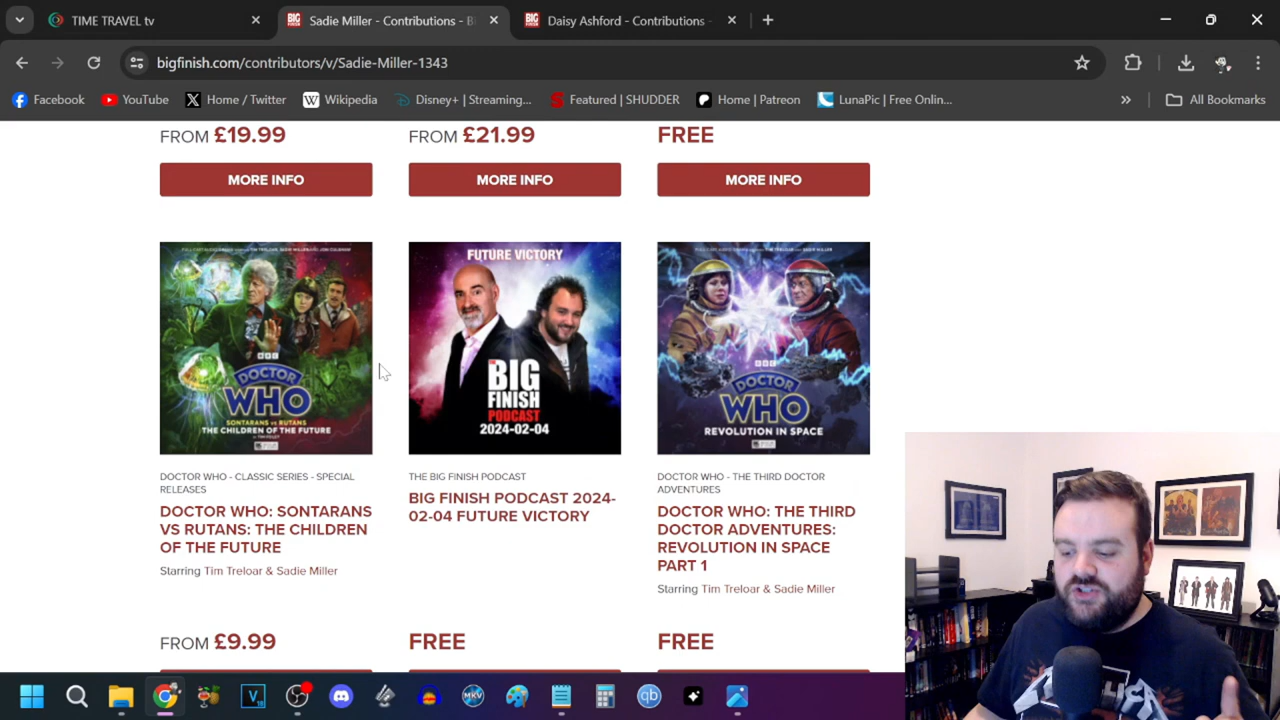 TIME TRAVEL tv
Sadie Miller - Contributions - B
Daisy Ashford - Contributions -
bigfinish.com/contributors/v/Sadie-Miller-1343
Facebook
YouTube
Home / Twitter
Wikipedia
Disney+ | Streaming...
Featured | SHUDDER
Home | Patreon
LunaPic | Free Onlin...
All Bookmarks
FROM £19.99
FROM £21.99
FREE
MORE INFO
MORE INFO
MORE INFO
BBC
DOCTOR
WHO
SONTARANS vs RUTANS
THE CHILDREN OF THE FUTURE
FUTURE VICTORY
THE
BIG
FINISH
PODCAST
2024-02-04
BBC
DOCTOR
WHO
REVOLUTION IN SPACE
DOCTOR WHO - CLASSIC SERIES - SPECIAL
RELEASES
DOCTOR WHO: SONTARANS
VS RUTANS: THE CHILDREN
OF THE FUTURE
Starring Tim Treloar & Sadie Miller
THE BIG FINISH PODCAST
BIG FINISH PODCAST 2024-
02-04 FUTURE VICTORY
DOCTOR WHO - THE THIRD DOCTOR
ADVENTURES
DOCTOR WHO: THE THIRD
DOCTOR ADVENTURES:
REVOLUTION IN SPACE
PART 1
Starring Tim Treloar & Sadie Miller
FROM £9.99
FREE
FREE
V
18
MKV
qb